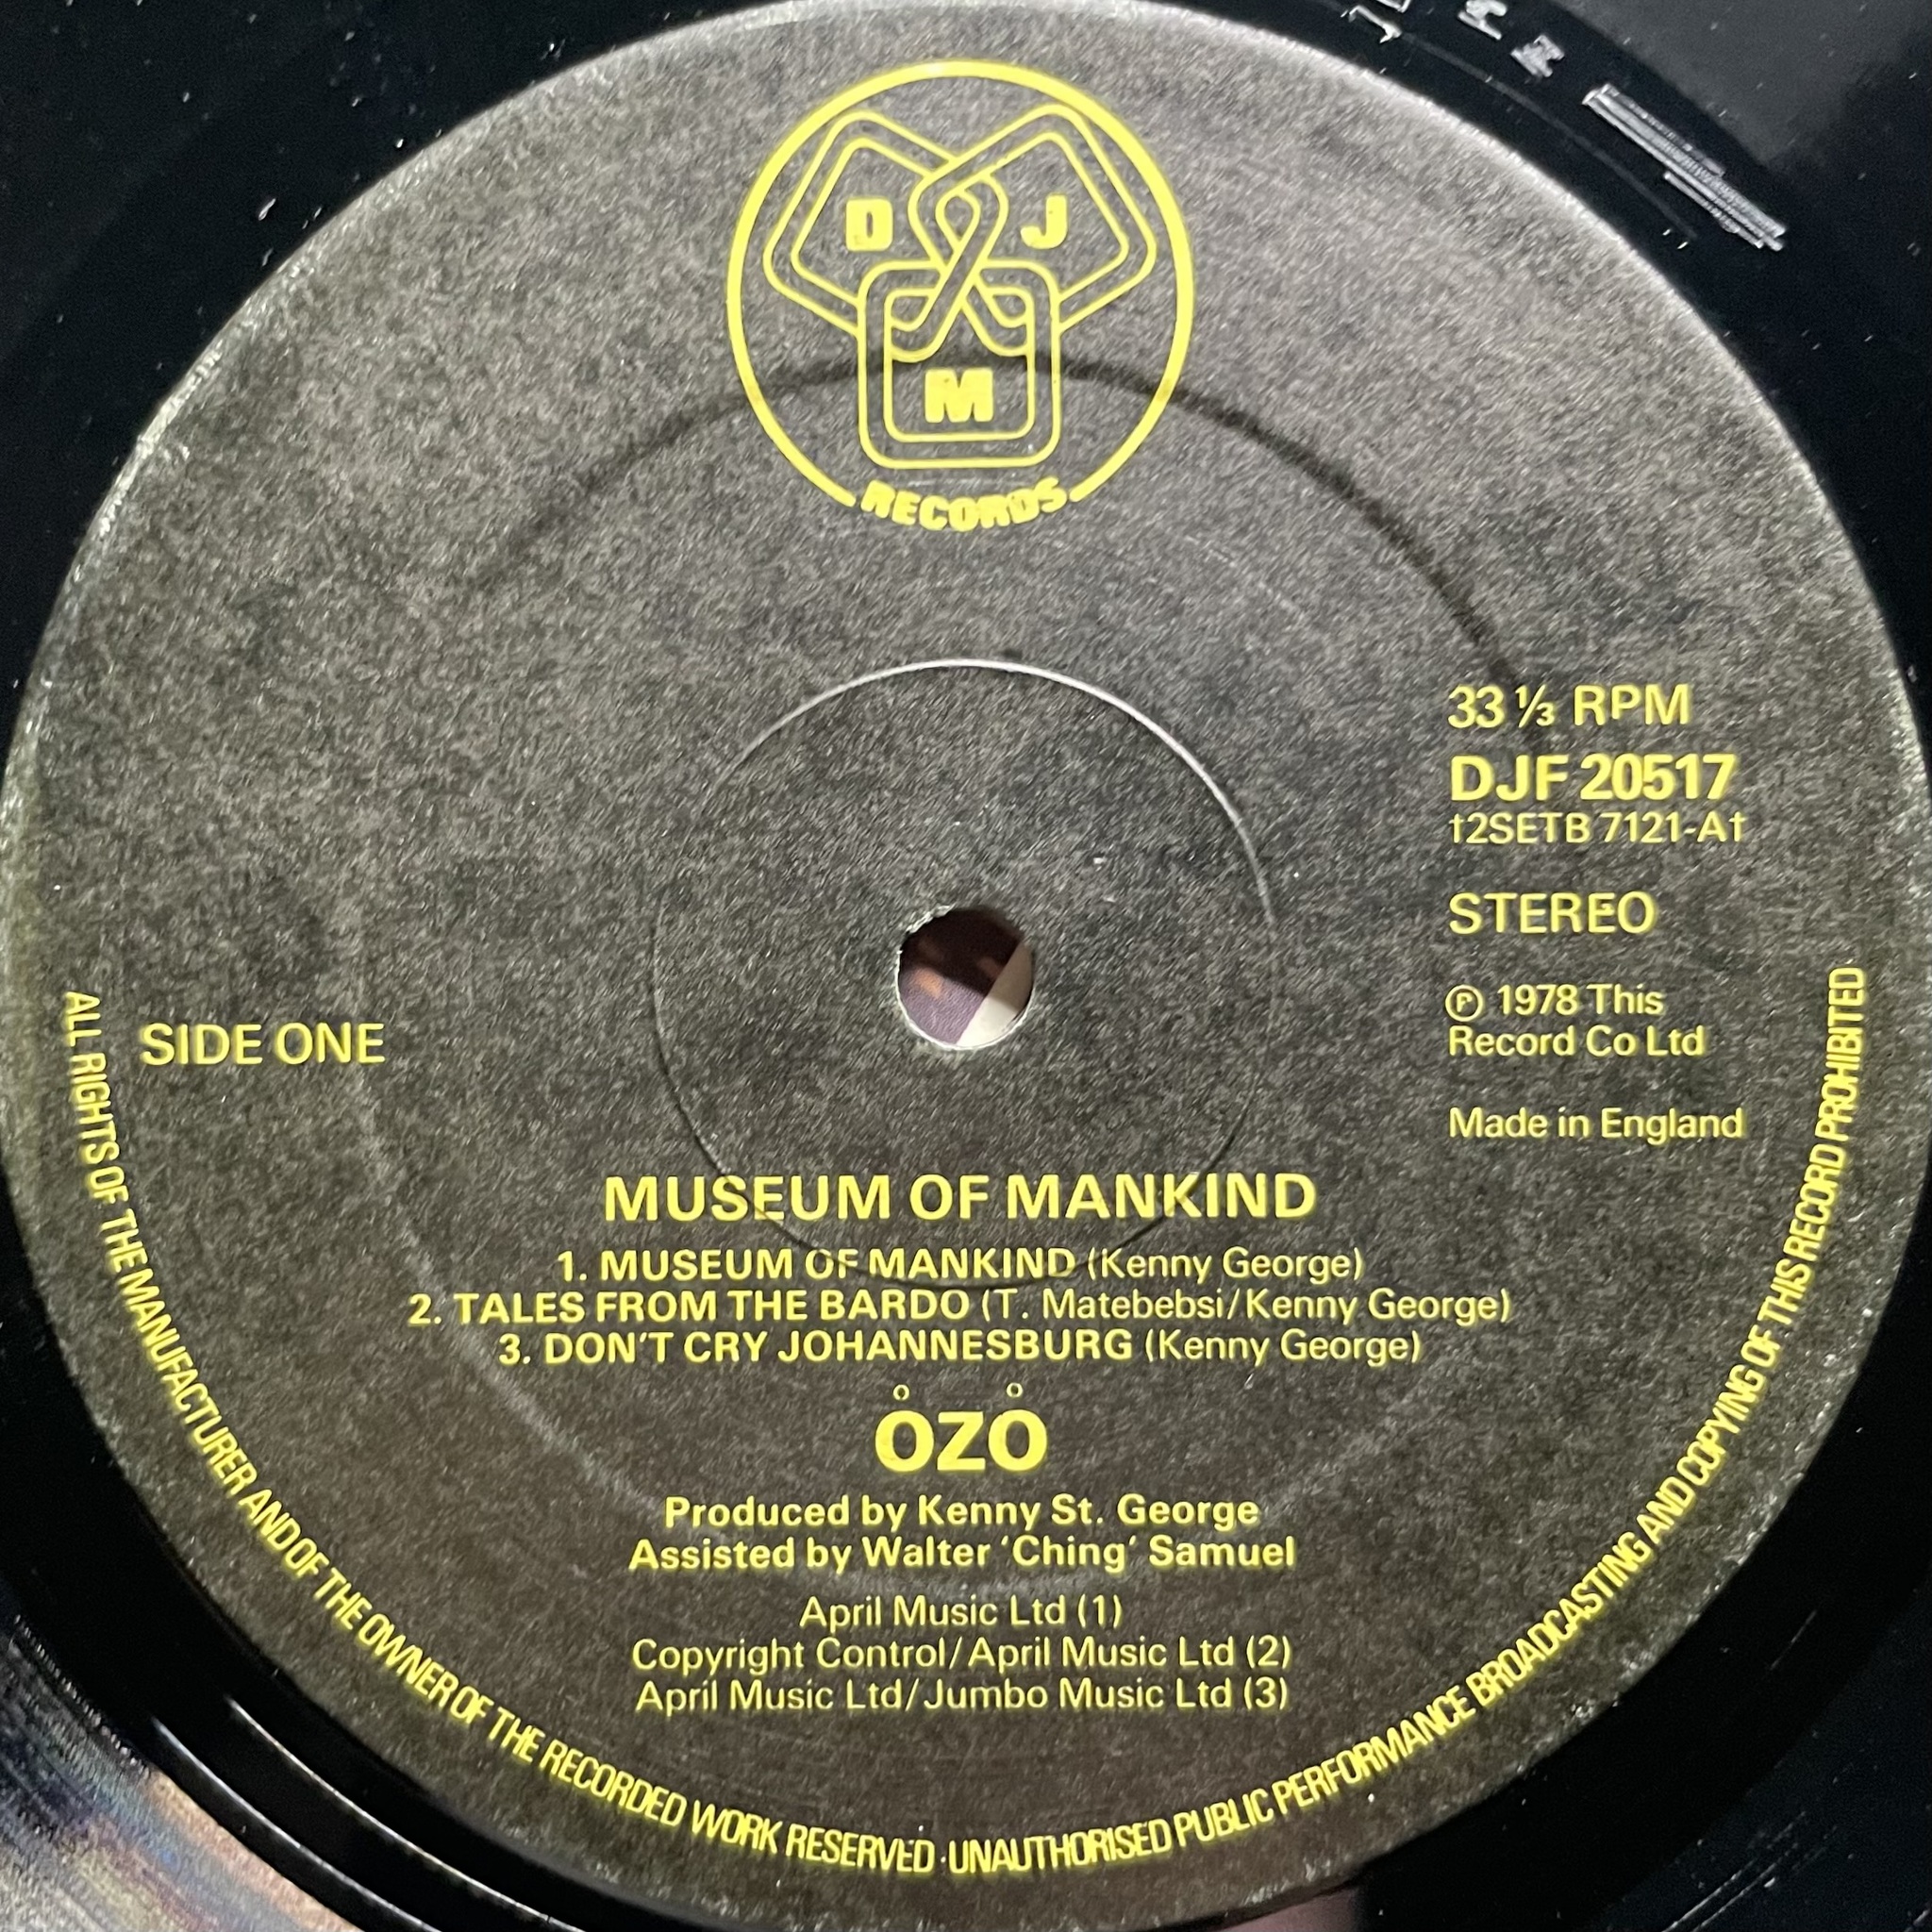 D J
M
RECORDS
33 ⅓ RPM
DJF 20517
†2SETB 7121-A†
STEREO
℗ 1978 This
Record Co Ltd
Made in England
SIDE ONE
MUSEUM OF MANKIND
1. MUSEUM OF MANKIND (Kenny George)
2. TALES FROM THE BARDO (T. Matebebsi/Kenny George)
3. DON'T CRY JOHANNESBURG (Kenny George)
O̊ZO̊
Produced by Kenny St. George
Assisted by Walter ‘Ching’ Samuel
April Music Ltd (1)
Copyright Control/April Music Ltd (2)
April Music Ltd/Jumbo Music Ltd (3)
ALL RIGHTS OF THE MANUFACTURER AND OF THE OWNER OF THE RECORDED WORK RESERVED · UNAUTHORISED PUBLIC PERFORMANCE BROADCASTING AND COPYING OF THIS RECORD PROHIBITED